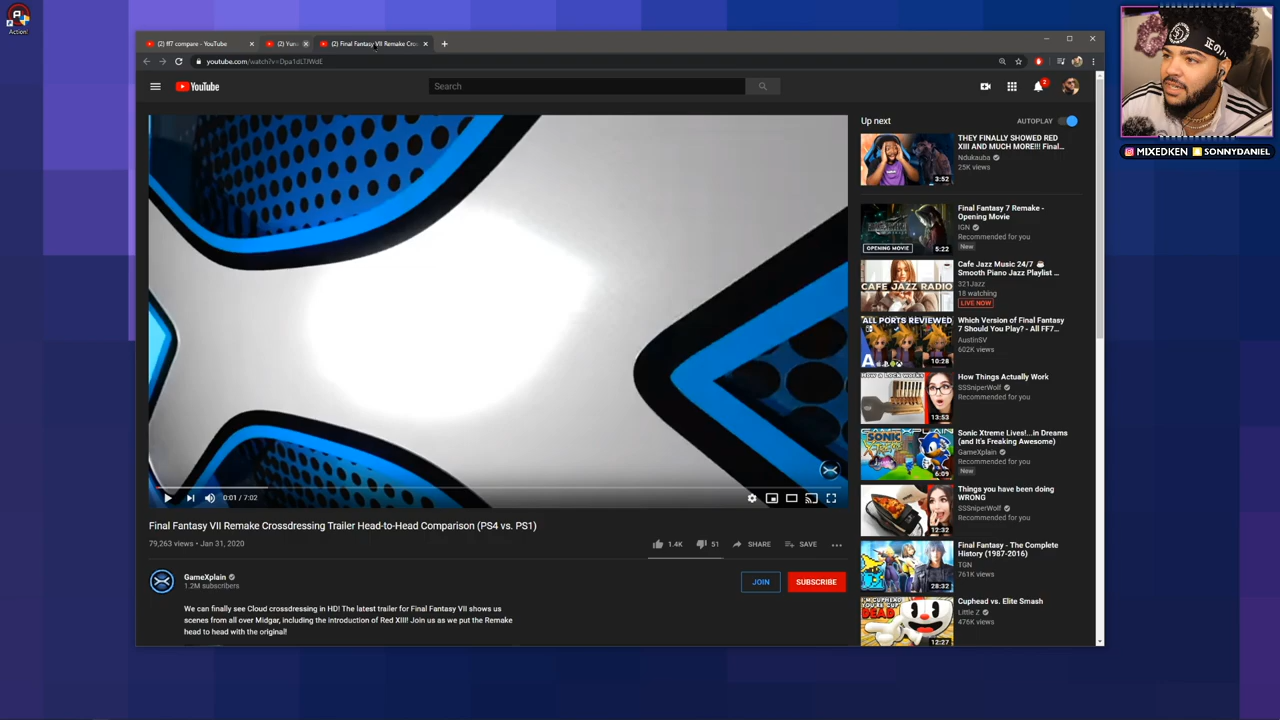 Action!
(2) ff7 compare - YouTube
(2) Final Fantasy VII Remake Cros
youtube.com/watch?v=Dpa1dLTJWdE
YouTube
Search
2
MIXEDKEN
SONNYDANIEL
Up next
AUTOPLAY
THEY FINALLY SHOWED RED
XIII AND MUCH MORE!!! Final...
Ndukauba
25K views
3:52
Final Fantasy 7 Remake -
Opening Movie
IGN
Recommended for you
New
OPENING MOVIE
5:22
Cafe Jazz Music 24/7 ☕
Smooth Piano Jazz Playlist ...
321Jazz
18 watching
LIVE NOW
CAFE JAZZ RADIO
ALL PORTS REVIEWED
Which Version of Final Fantasy
7 Should You Play? - All FF7...
AustinSV
602K views
10:28
How Things Actually Work
SSSniperWolf
Recommended for you
13:53
Sonic Xtreme Lives!...in Dreams
(and It's Freaking Awesome)
GameXplain
Recommended for you
New
6:09
Things you have been doing
WRONG
SSSniperWolf
Recommended for you
12:32
Final Fantasy - The Complete
History (1987-2016)
TGN
761K views
28:32
Cuphead vs. Elite Smash
Little Z
476K views
12:27
0:01 / 7:02
Final Fantasy VII Remake Crossdressing Trailer Head-to-Head Comparison (PS4 vs. PS1)
79,263 views • Jan 31, 2020
1.4K
51
SHARE
SAVE
GameXplain
1.2M subscribers
JOIN
SUBSCRIBE
We can finally see Cloud crossdressing in HD! The latest trailer for Final Fantasy VII shows us
scenes from all over Midgar, including the introduction of Red XIII! Join us as we put the Remake
head to head with the original!